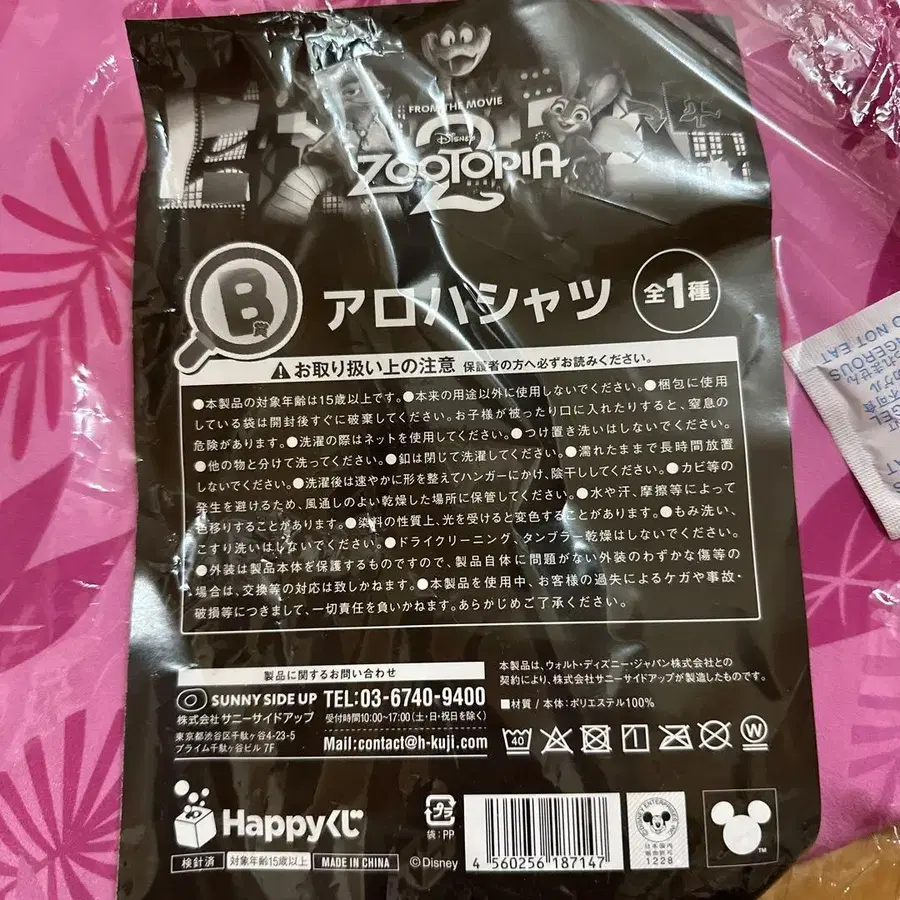 FROM THE MOVIE
Disney
ZOOTOPIA
2
B
アロハシャツ
全1種
お取り扱い上の注意 保護者の方へ必ずお読みください。
●本製品の対象年齢は15歳以上です。●本来の用途以外に使用しないでください。●梱包に使用
している袋は開封後すぐに破棄してください。お子様が被ったり口に入れたりすると、窒息の
危険があります。●洗濯の際はネットを使用してください。●つけ置き洗いはしないでください。
●他の物と分けて洗ってください。●釦は閉じて洗濯してください。●濡れたままで長時間放置
しないでください。●洗濯後は速やかに形を整えてハンガーにかけ、陰干ししてください。●カビ等の
発生を避けるため、風通しのよい乾燥した場所に保管してください。●水や汗、摩擦等によって
色移りすることがあります。●染料の性質上、光を受けると変色することがあります。●もみ洗い、
こすり洗いはしないでください。●ドライクリーニング、タンブラー乾燥はしないでください。
●外装は製品本体を保護するものですので、製品自体に問題がない外装のわずかな傷等の
場合は、交換等の対応は致しかねます。●本製品を使用中、お客様の過失によるケガや事故・
破損等につきまして、一切責任を負いかねます。あらかじめご了承ください。
製品に関するお問い合わせ
SUNNY SIDE UP
株式会社サニーサイドアップ
東京都渋谷区千駄ヶ谷4-23-5
プライム千駄ヶ谷ビル 7F
TEL:03-6740-9400
受付時間10:00~17:00(土・日・祝日を除く)
Mail:contact@h-kuji.com
本製品は、ウォルト・ディズニー・ジャパン株式会社との
契約により、株式会社サニーサイドアップが製造したものです。
■材質 / 本体:ポリエステル100%
40
W
Happyくじ
検針済
対象年齢15歳以上
MADE IN CHINA
©Disney
プラ
袋:PP
4 560256 187147
DISNEY ENTERPRISES, INC.
日本国内
販売許可
1228
TM
DO NOT EAT